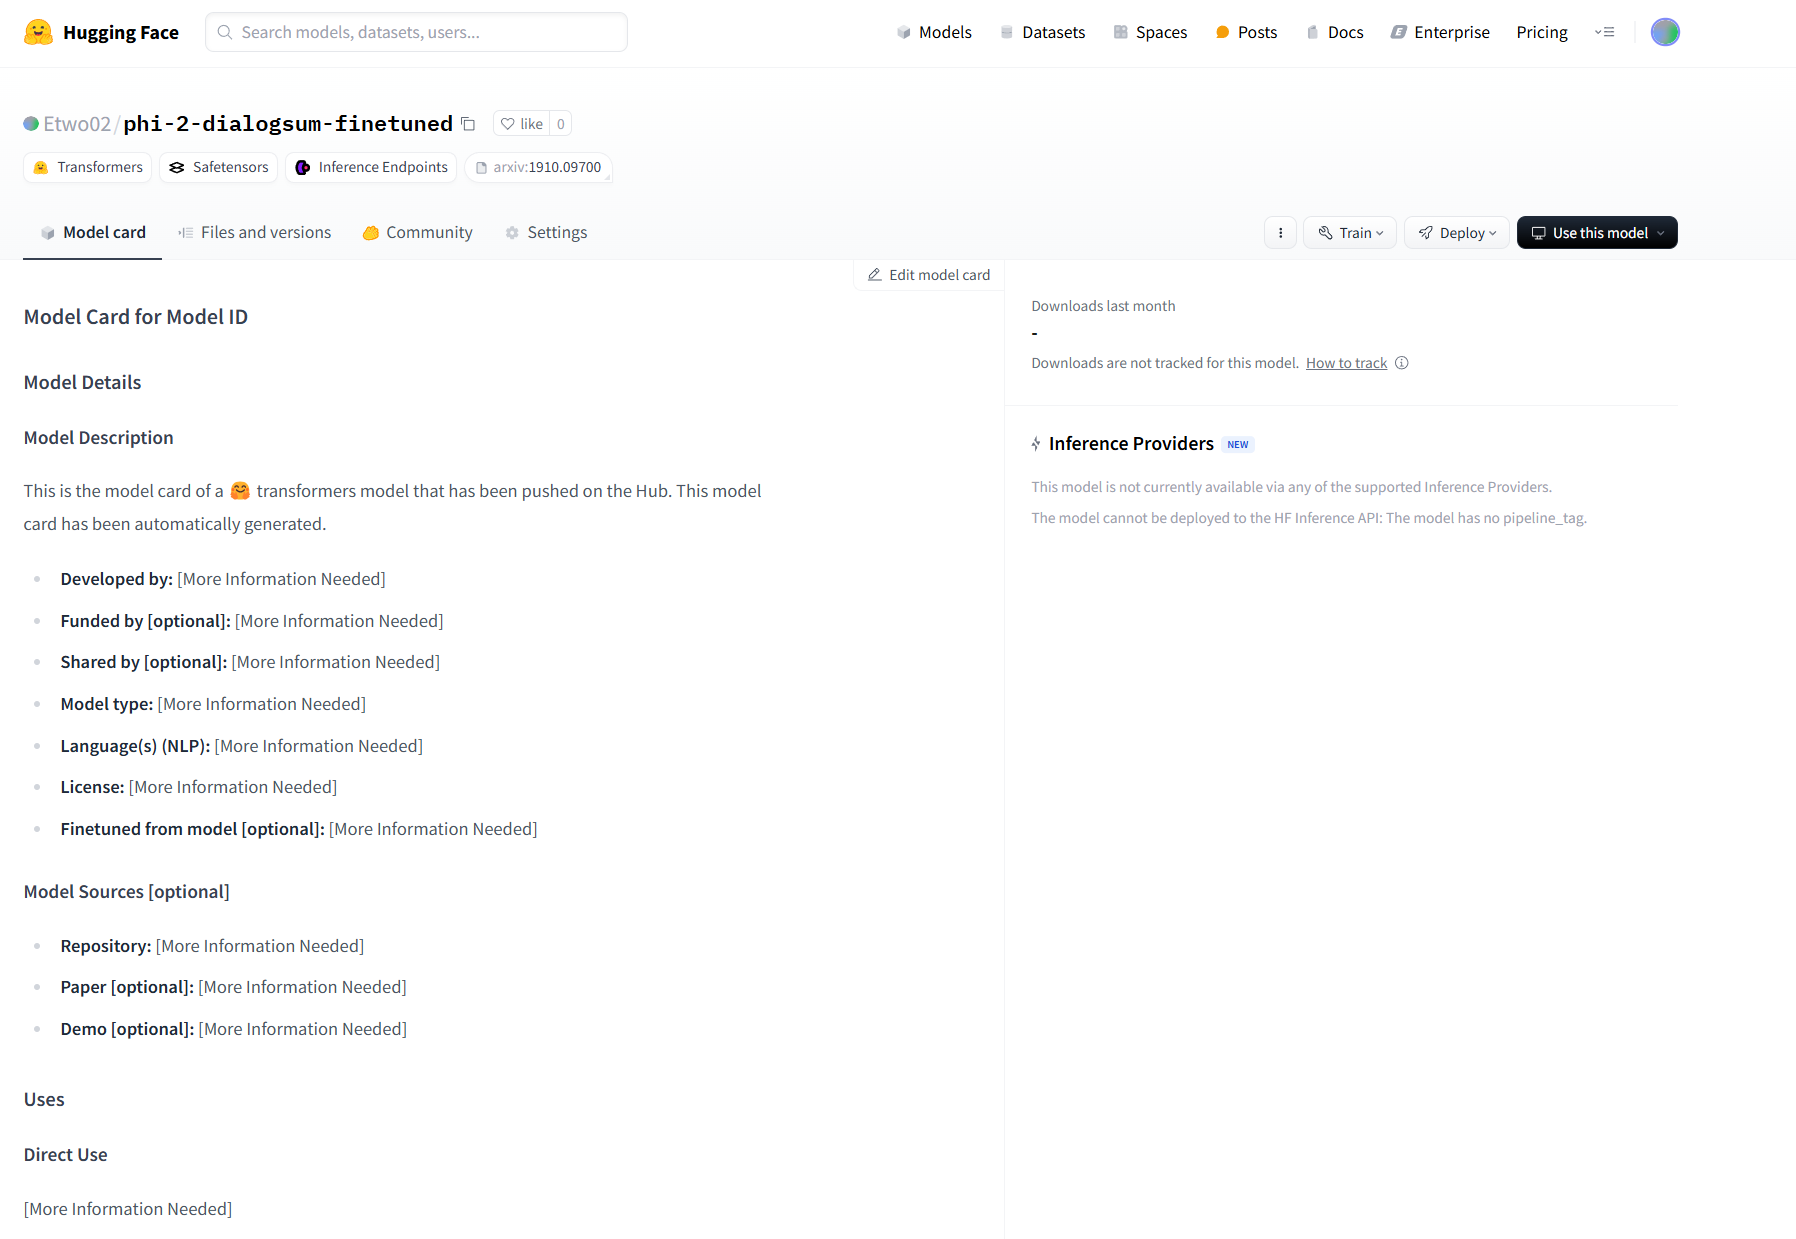 Hugging Face
Search models, datasets, users...
Models
Datasets
Spaces
Posts
Docs
Enterprise
Pricing
Etwo02/phi-2-dialogsum-finetuned
like 0
Transformers
Safetensors
Inference Endpoints
arxiv:1910.09700
Model card
Files and versions
Community
Settings
Train
Deploy
Use this model
Edit model card
Model Card for Model ID
Model Details
Model Description
This is the model card of a 🤗 transformers model that has been pushed on the Hub. This model
card has been automatically generated.
Developed by: [More Information Needed]
Funded by [optional]: [More Information Needed]
Shared by [optional]: [More Information Needed]
Model type: [More Information Needed]
Language(s) (NLP): [More Information Needed]
License: [More Information Needed]
Finetuned from model [optional]: [More Information Needed]
Model Sources [optional]
Repository: [More Information Needed]
Paper [optional]: [More Information Needed]
Demo [optional]: [More Information Needed]
Uses
Direct Use
[More Information Needed]
Downloads last month
-
Downloads are not tracked for this model. How to track
Inference Providers NEW
This model is not currently available via any of the supported Inference Providers.
The model cannot be deployed to the HF Inference API: The model has no pipeline_tag.